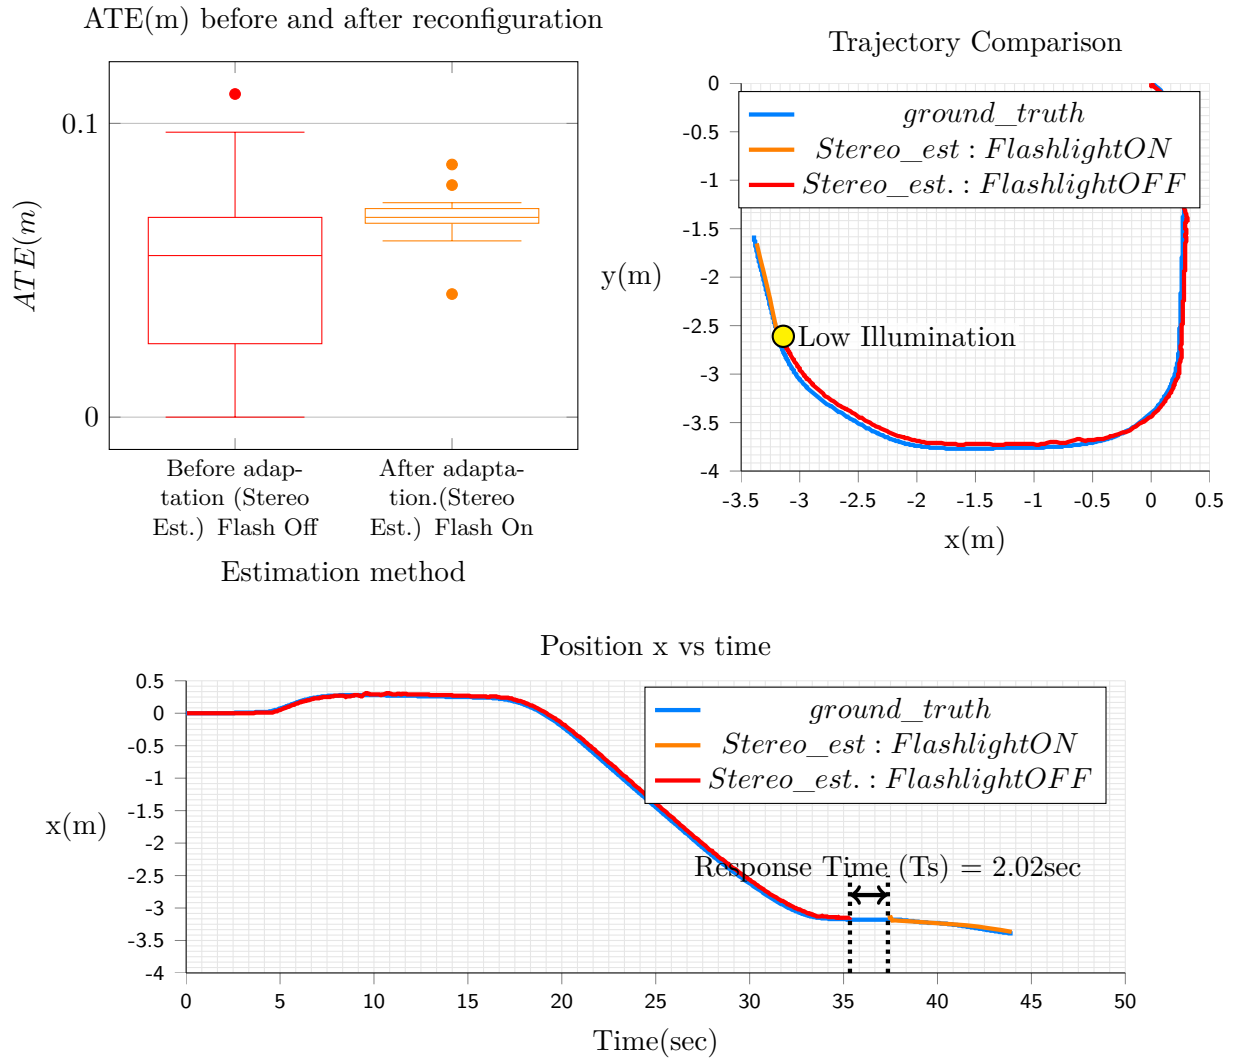 ATE(m) before and after reconfiguration
0.1
0
ATE(m)
Before adap-
tation (Stereo
Est.) Flash Off
After adapta-
tion.(Stereo
Est.) Flash On
Estimation method
Trajectory Comparison
0
-0.5
-1
-1.5
-2
-2.5
-3
-3.5
-4
y(m)
ground_truth
Stereo_est : FlashlightON
Stereo_est. : FlashlightOFF
Low Illumination
-3.5 -3 -2.5 -2 -1.5 -1 -0.5 0 0.5
x(m)
Position x vs time
0.5
0
-0.5
-1
-1.5
-2
-2.5
-3
-3.5
-4
x(m)
ground_truth
Stereo_est : FlashlightON
Stereo_est. : FlashlightOFF
Response Time (Ts) = 2.02sec
0 5 10 15 20 25 30 35 40 45 50
Time(sec)